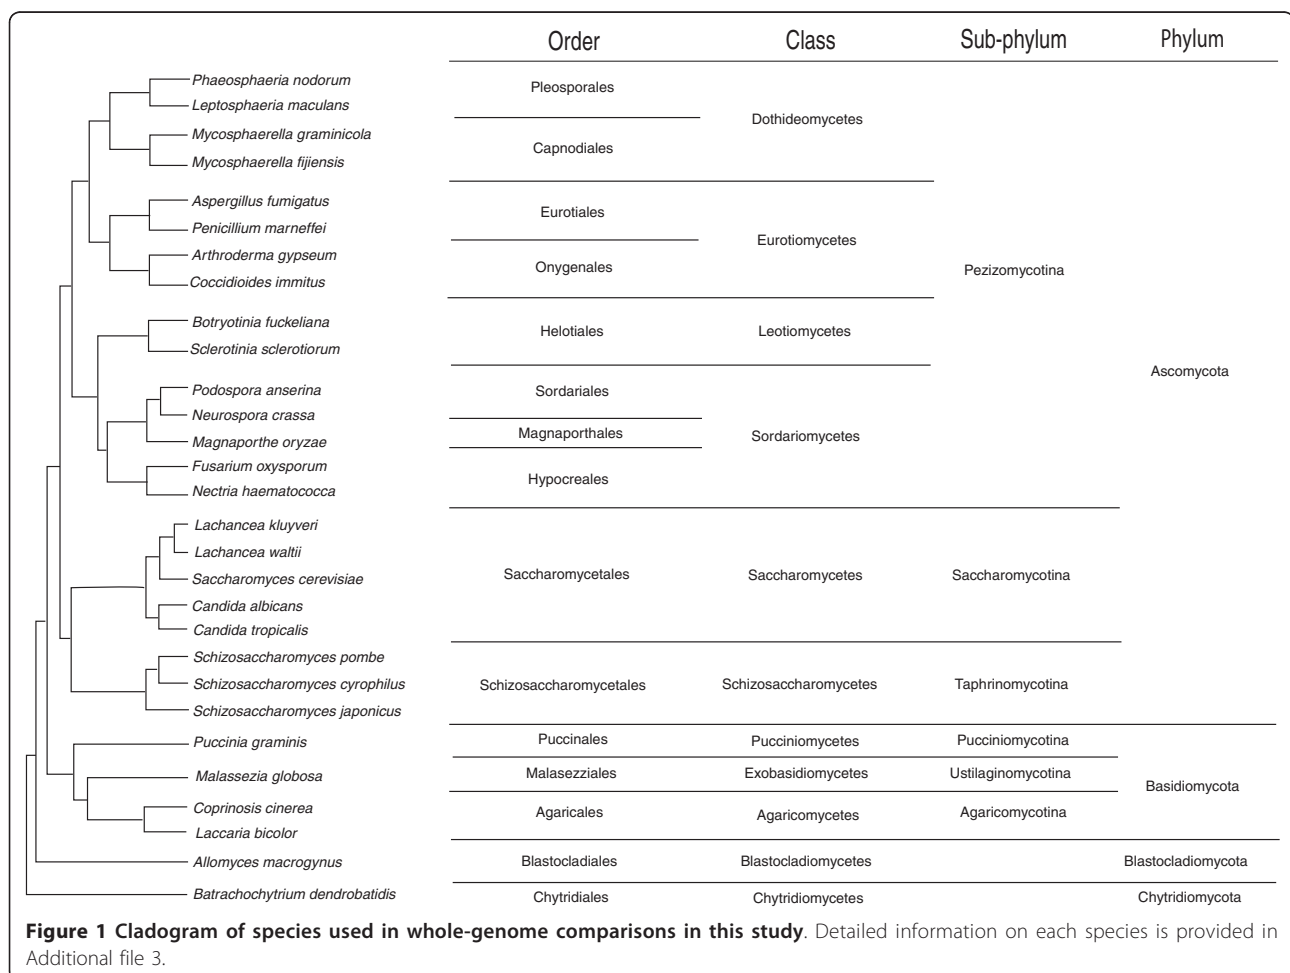 Order Class Sub-phylum Phylum
Phaeosphaeria nodorum
Pleosporales
Leptosphaeria maculans
Dothideomycetes
Mycosphaerella graminicola
Capnodiales
Mycosphaerella fijiensis
Aspergillus fumigatus
Eurotiales
Penicillium marneffei
Eurotiomycetes
Arthroderma gypseum
Onygenales
Pezizomycotina
Coccidioides immitus
Botryotinia fuckeliana
Helotiales Leotiomycetes
Sclerotinia sclerotiorum
Ascomycota
Podospora anserina
Sordariales
Neurospora crassa
Magnaporthales Sordariomycetes
Magnaporthe oryzae
Fusarium oxysporum
Hypocreales
Nectria haematococca
Lachancea kluyveri
Lachancea waltii
Saccharomycetales Saccharomycetes Saccharomycotina
Saccharomyces cerevisiae
Candida albicans
Candida tropicalis
Schizosaccharomyces pombe
Schizosaccharomyces cyrophilus Schizosaccharomycetales Schizosaccharomycetes Taphrinomycotina
Schizosaccharomyces japonicus
Puccinia graminis Puccinales Pucciniomycetes Pucciniomycotina
Malassezia globosa Malasezziales Exobasidiomycetes Ustilaginomycotina
Basidiomycota
Coprinosis cinerea
Agaricales Agaricomycetes Agaricomycotina
Laccaria bicolor
Allomyces macrogynus Blastocladiales Blastocladiomycetes Blastocladiomycota
Batrachochytrium dendrobatidis Chytridiales Chytridiomycetes Chytridiomycota
Figure 1 Cladogram of species used in whole-genome comparisons in this study. Detailed information on each species is provided in
Additional file 3.